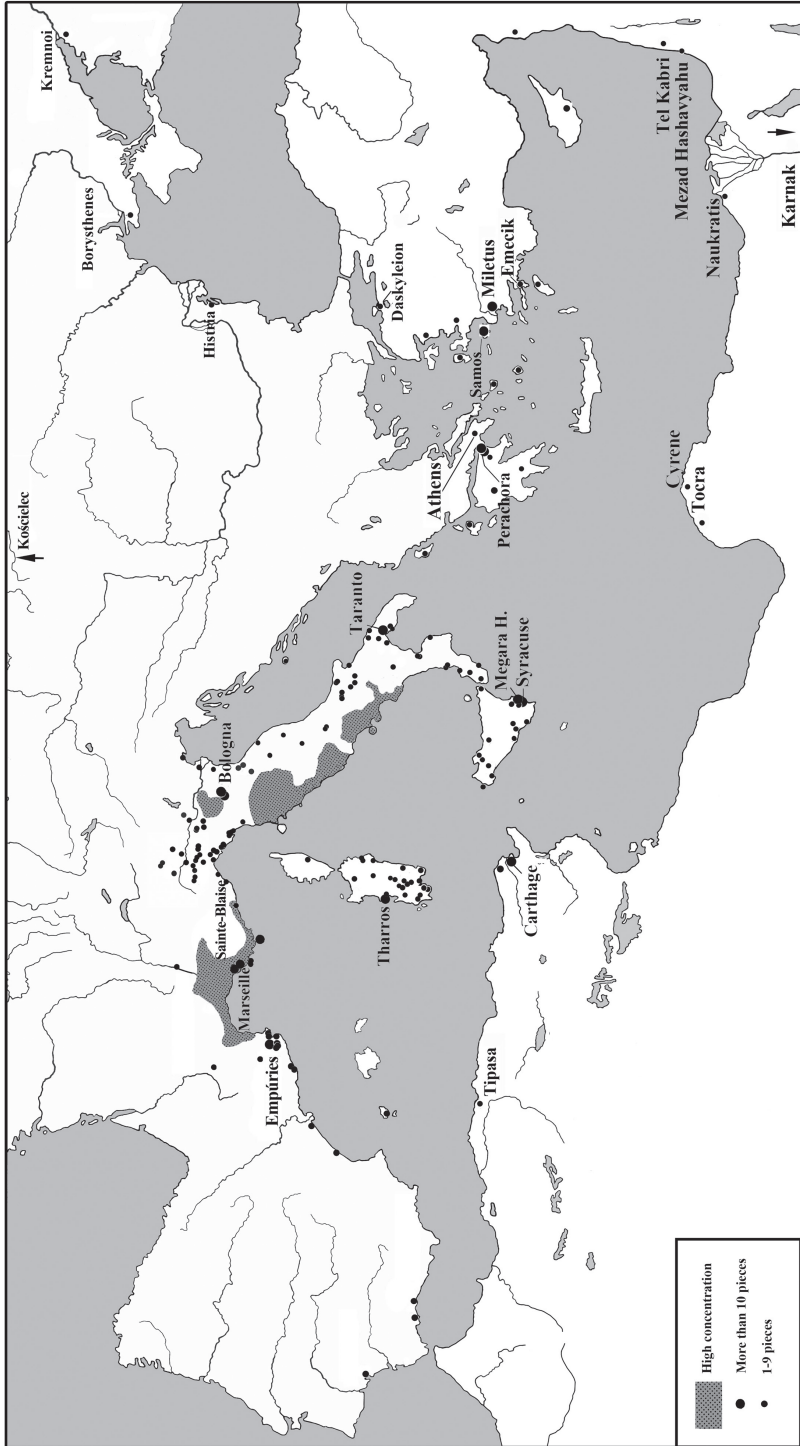 Kościelec
Kremnoi
Borysthenes
Histria
Daskyleion
Bologna
Sainte-Blaise
Marseille
Empúries
Taranto
Athens
Perachora
Samos
Miletus
Emecik
Tharros
Megara H.
Syracuse
Carthage
Tipasa
Cyrene
Tocra
Naukratis
Mezad Hashavyahu
Tel Kabri
Karnak
High concentration
More than 10 pieces
1-9 pieces